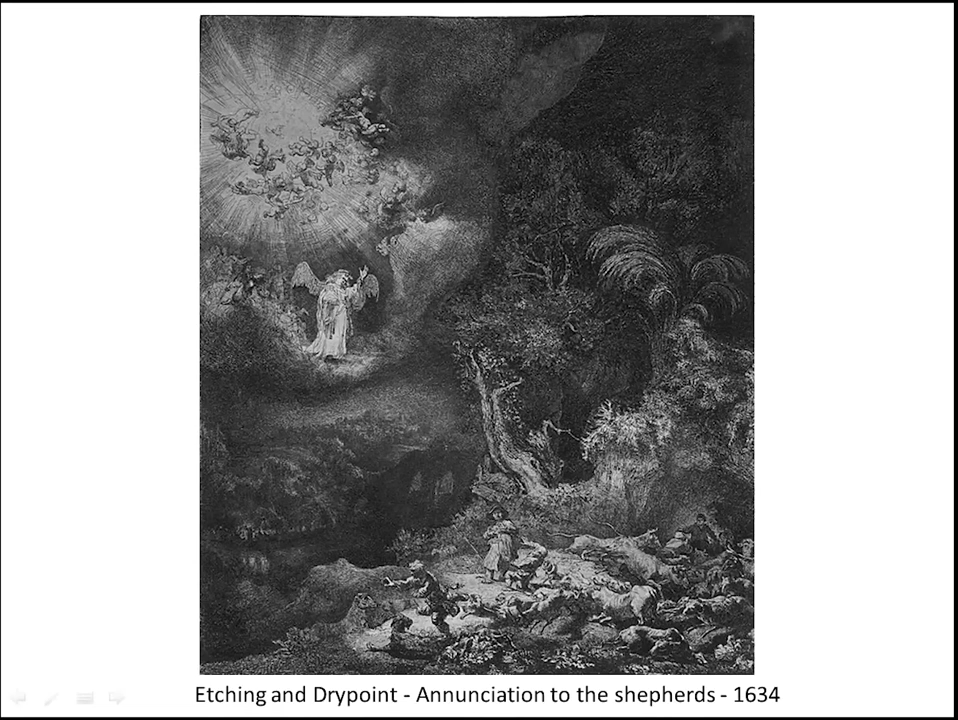 Etching and Drypoint - Annunciation to the shepherds - 1634